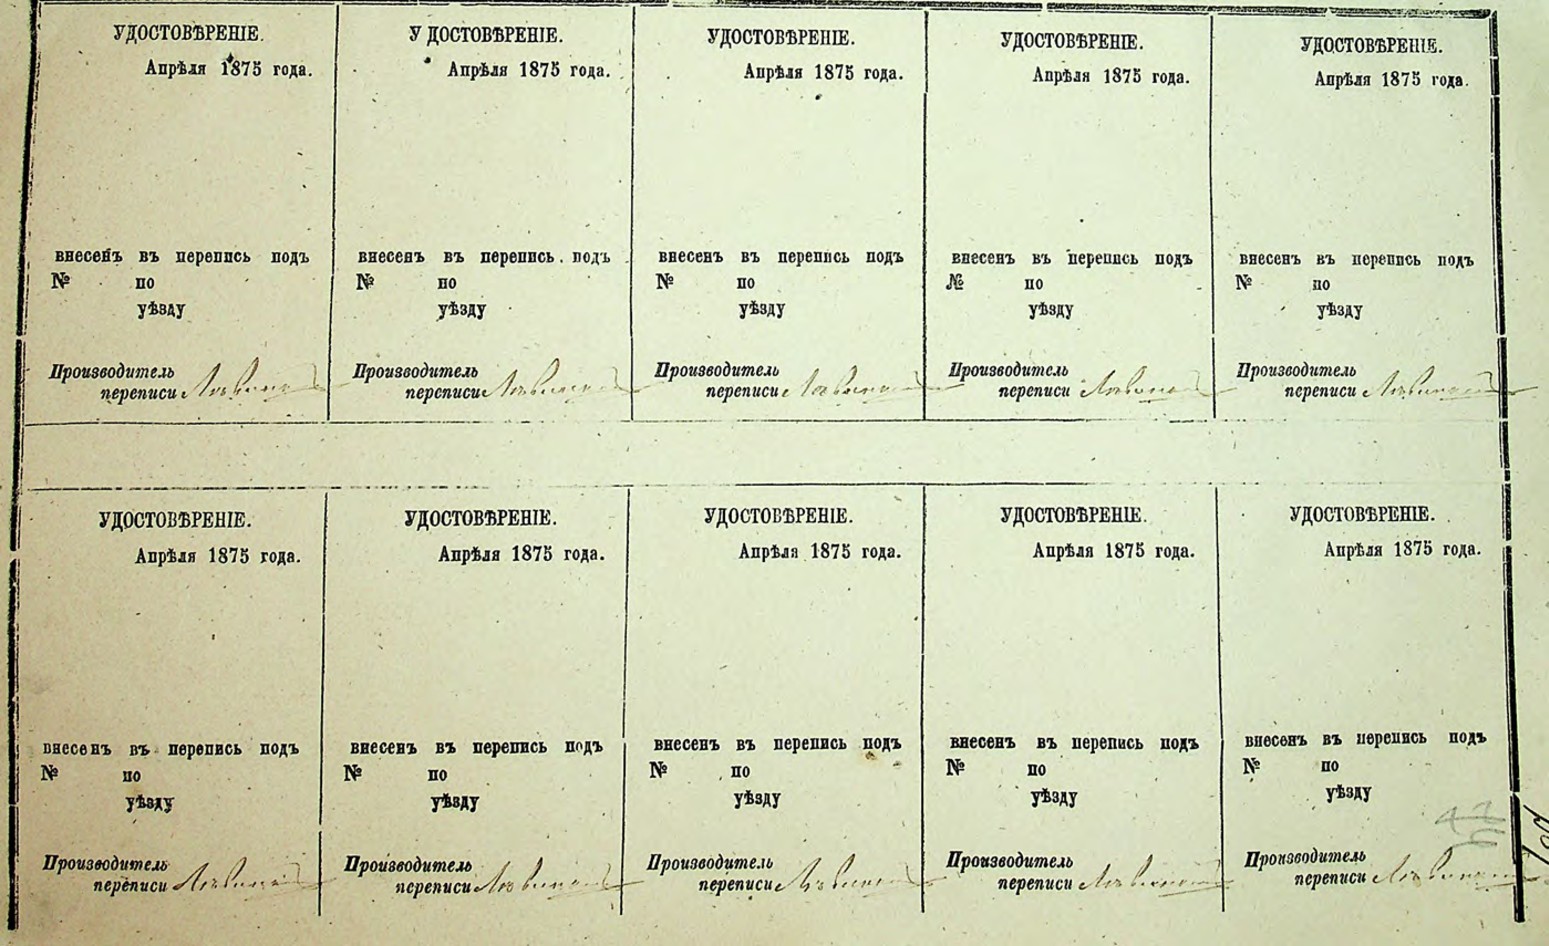 УДОСТОВѢРЕНІЕ.
Апрѣля 1875 года.
внесенъ въ перепись подъ
№ по
уѣзду
Производитель
переписи
УДОСТОВѢРЕНІЕ.
Апрѣля 1875 года.
внесенъ въ перепись подъ
№ по
уѣзду
Производитель
переписи
УДОСТОВѢРЕНІЕ.
Апрѣля 1875 года.
внесенъ въ перепись подъ
№ по
уѣзду
Производитель
переписи
УДОСТОВѢРЕНІЕ.
Апрѣля 1875 года.
внесенъ въ перепись подъ
№ по
уѣзду
Производитель
переписи
УДОСТОВѢРЕНІЕ.
Апрѣля 1875 года.
внесенъ въ перепись подъ
№ по
уѣзду
Производитель
переписи
УДОСТОВѢРЕНІЕ.
Апрѣля 1875 года.
внесенъ въ перепись подъ
№ по
уѣзду
Производитель
переписи
УДОСТОВѢРЕНІЕ.
Апрѣля 1875 года.
внесенъ въ перепись подъ
№ по
уѣзду
Производитель
переписи
УДОСТОВѢРЕНІЕ.
Апрѣля 1875 года.
внесенъ въ перепись подъ
№ по
уѣзду
Производитель
переписи
УДОСТОВѢРЕНІЕ.
Апрѣля 1875 года.
внесенъ въ перепись подъ
№ по
уѣзду
Производитель
переписи
УДОСТОВѢРЕНІЕ.
Апрѣля 1875 года.
внесенъ въ перепись подъ
№ по
уѣзду
Производитель
переписи